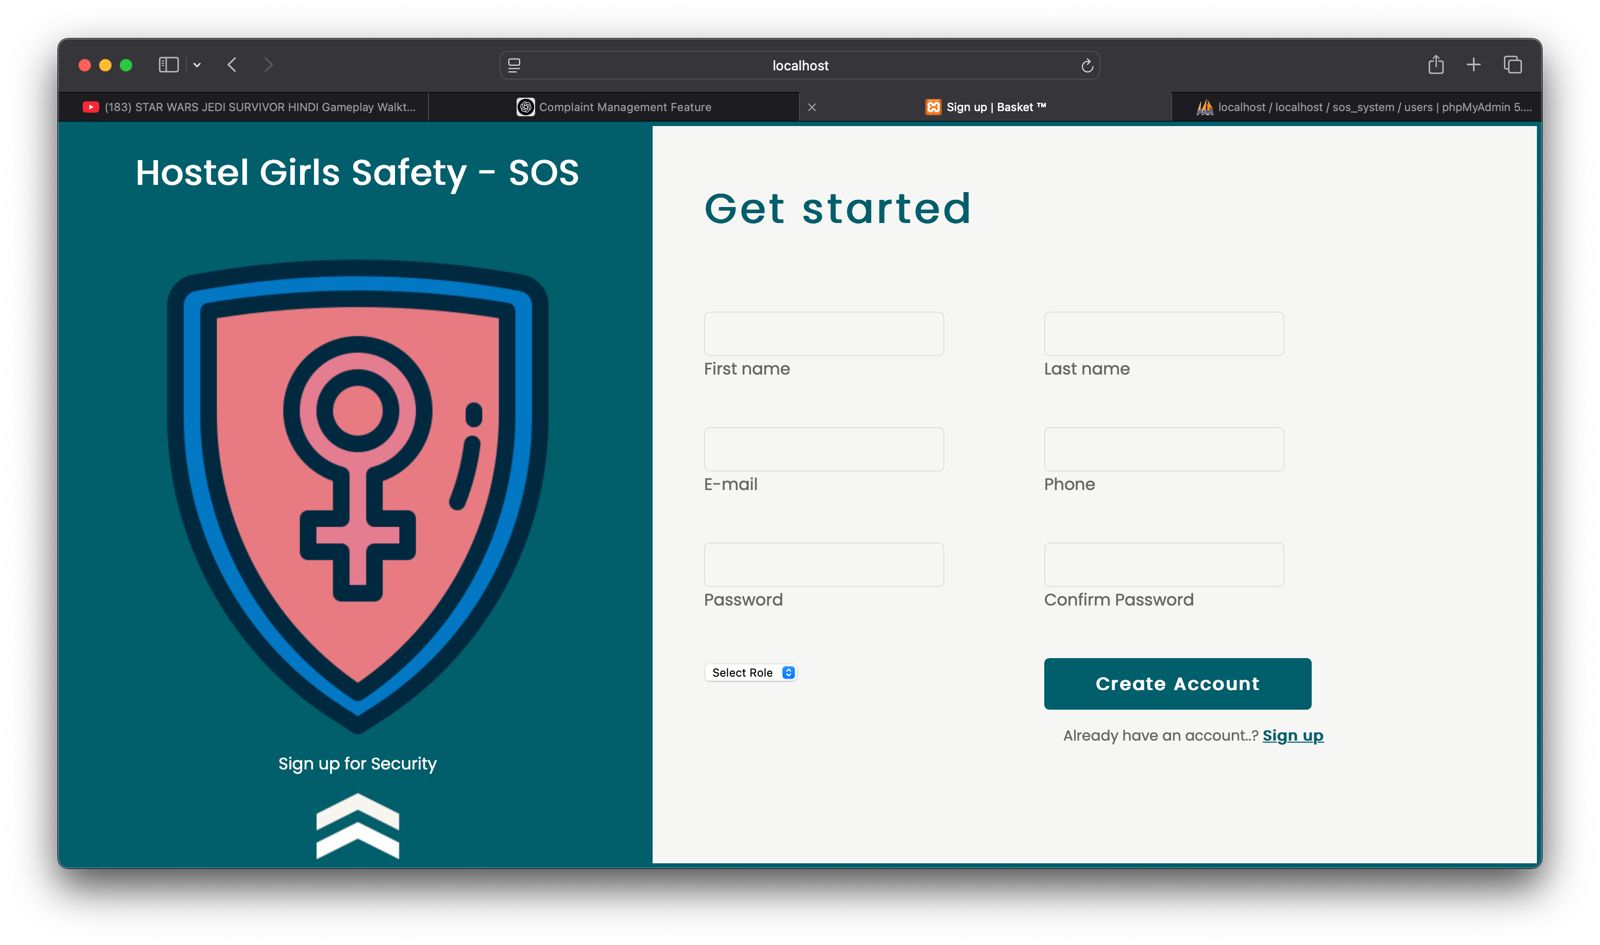 localhost
(183) STAR WARS JEDI SURVIVOR HINDI Gameplay Walkt...
Complaint Management Feature
Sign up | Basket ™
localhost / localhost / sos_system / users | phpMyAdmin 5....
Hostel Girls Safety - SOS
Sign up for Security
Get started
First name
Last name
E-mail
Phone
Password
Confirm Password
Select Role
Create Account
Already have an account..? Sign up